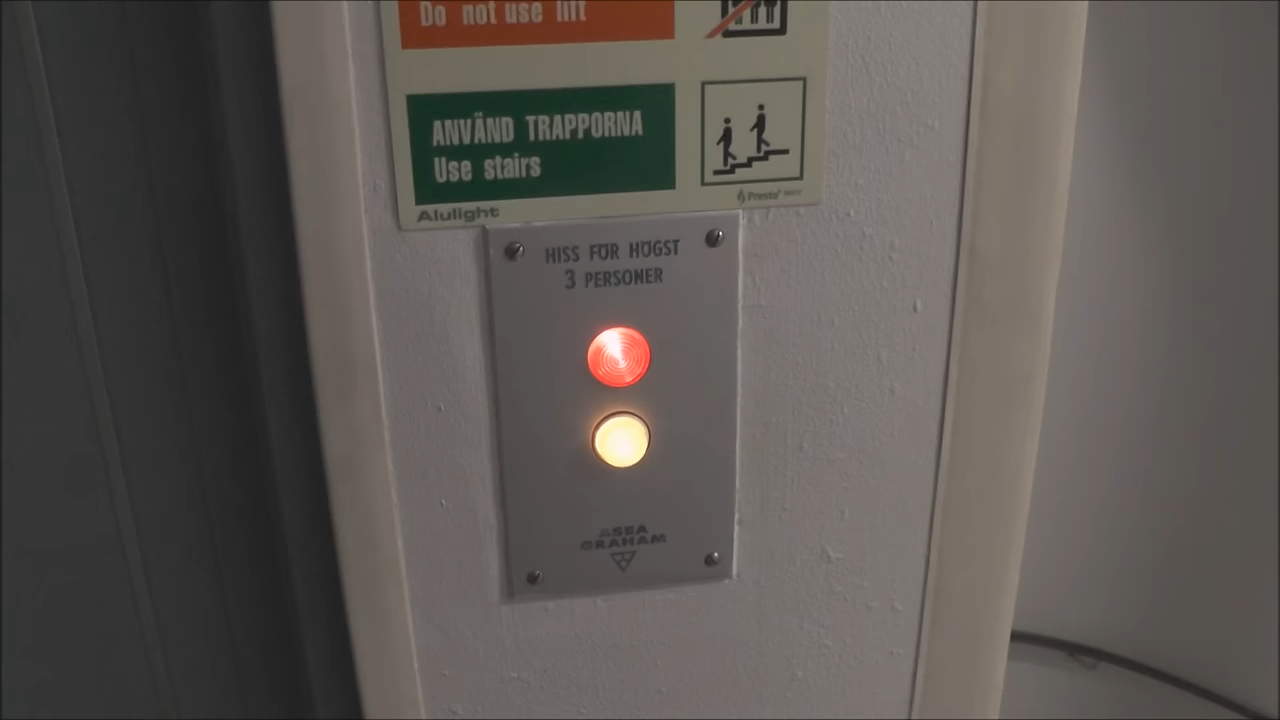 Do not use lift
ANVÄND TRAPPORNA
Use stairs
Alulight
Presto
HISS FÖR HÖGST
3 PERSONER
ASEA
GRAHAM